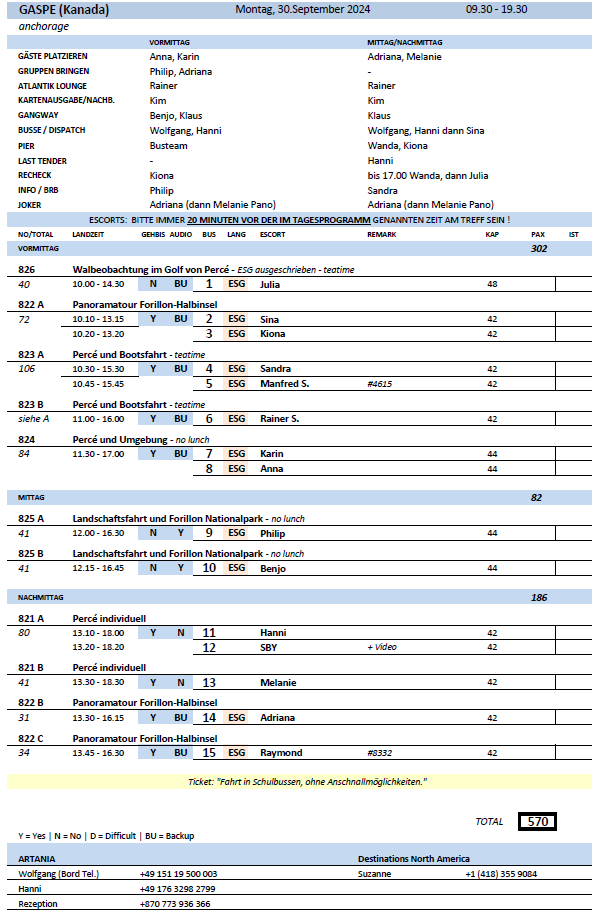 GASPE (Kanada) Montag, 30.September 2024 09.30 - 19.30
anchorage
VORMITTAG MITTAG/NACHMITTAG
GÄSTE PLATZIEREN Anna, Karin Adriana, Melanie
GRUPPEN BRINGEN Philip, Adriana -
ATLANTIK LOUNGE Rainer Rainer
KARTENAUSGABE/NACHB. Kim Kim
GANGWAY Benjo, Klaus Klaus
BUSSE / DISPATCH Wolfgang, Hanni Wolfgang, Hanni dann Sina
PIER Busteam Wanda, Kiona
LAST TENDER - Hanni
RECHECK Kiona bis 17.00 Wanda, dann Julia
INFO / BRB Philip Sandra
JOKER Adriana (dann Melanie Pano) Adriana (dann Melanie Pano)
ESCORTS: BITTE IMMER 20 MINUTEN VOR DER IM TAGESPROGRAMM GENANNTEN ZEIT AM TREFF SEIN !
NO/TOTAL LANDZEIT GEHBIS AUDIO BUS LANG ESCORT REMARK KAP PAX IST
VORMITTAG 302
826 Walbeobachtung im Golf von Percé - ESG ausgeschrieben - teatime
40 10.00 - 14.30 N BU 1 ESG Julia 48
822 A Panoramatour Forillon-Halbinsel
72 10.10 - 13.15 Y BU 2 ESG Sina 42
10.20 - 13.20 3 ESG Kiona 42
823 A Percé und Bootsfahrt - teatime
106 10.30 - 15.30 Y BU 4 ESG Sandra 42
10.45 - 15.45 5 ESG Manfred S. #4615 42
823 B Percé und Bootsfahrt - teatime
siehe A 11.00 - 16.00 Y BU 6 ESG Rainer S. 42
824 Percé und Umgebung - no lunch
84 11.30 - 17.00 Y BU 7 ESG Karin 44
8 ESG Anna 44
MITTAG 82
825 A Landschaftsfahrt und Forillon Nationalpark - no lunch
41 12.00 - 16.30 N Y 9 ESG Philip 44
825 B Landschaftsfahrt und Forillon Nationalpark - no lunch
41 12.15 - 16.45 N Y 10 ESG Benjo 44
NACHMITTAG 186
821 A Percé individuell
80 13.10 - 18.00 Y N 11 Hanni 42
13.20 - 18.20 12 SBY + Video 42
821 B Percé individuell
41 13.30 - 18.30 Y N 13 Melanie 42
822 B Panoramatour Forillon-Halbinsel
31 13.30 - 16.15 Y BU 14 ESG Adriana 42
822 C Panoramatour Forillon-Halbinsel
34 13.45 - 16.30 Y BU 15 ESG Raymond #8332 42
Ticket: "Fahrt in Schulbussen, ohne Anschnallmöglichkeiten."
TOTAL 570
Y = Yes | N = No | D = Difficult | BU = Backup
ARTANIA Destinations North America
Wolfgang (Bord Tel.) +49 151 19 500 003 Suzanne +1 (418) 355 9084
Hanni +49 176 3298 2799
Rezeption +870 773 936 366